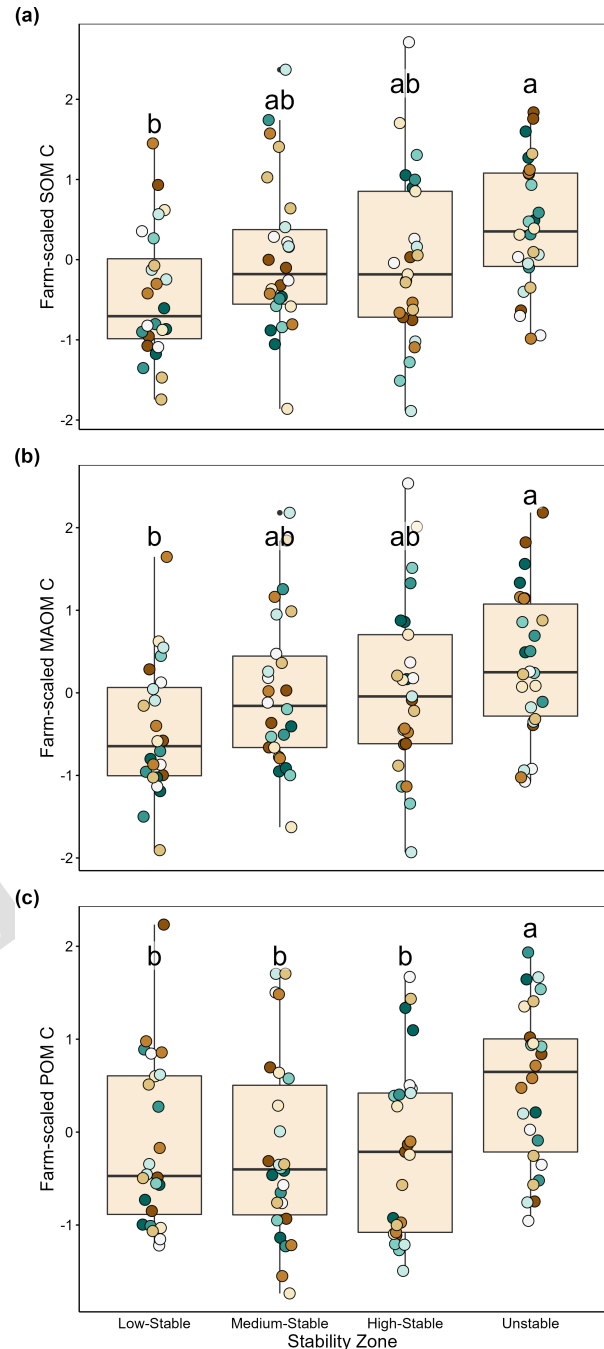 (a)
Farm-scaled SOM C
2
1
0
-1
-2
b
ab
ab
a
(b)
Farm-scaled MAOM C
2
1
0
-1
-2
b
ab
ab
a
(c)
Farm-scaled POM C
2
1
0
-1
b
b
b
a
Low-Stable Medium-Stable High-Stable Unstable
Stability Zone